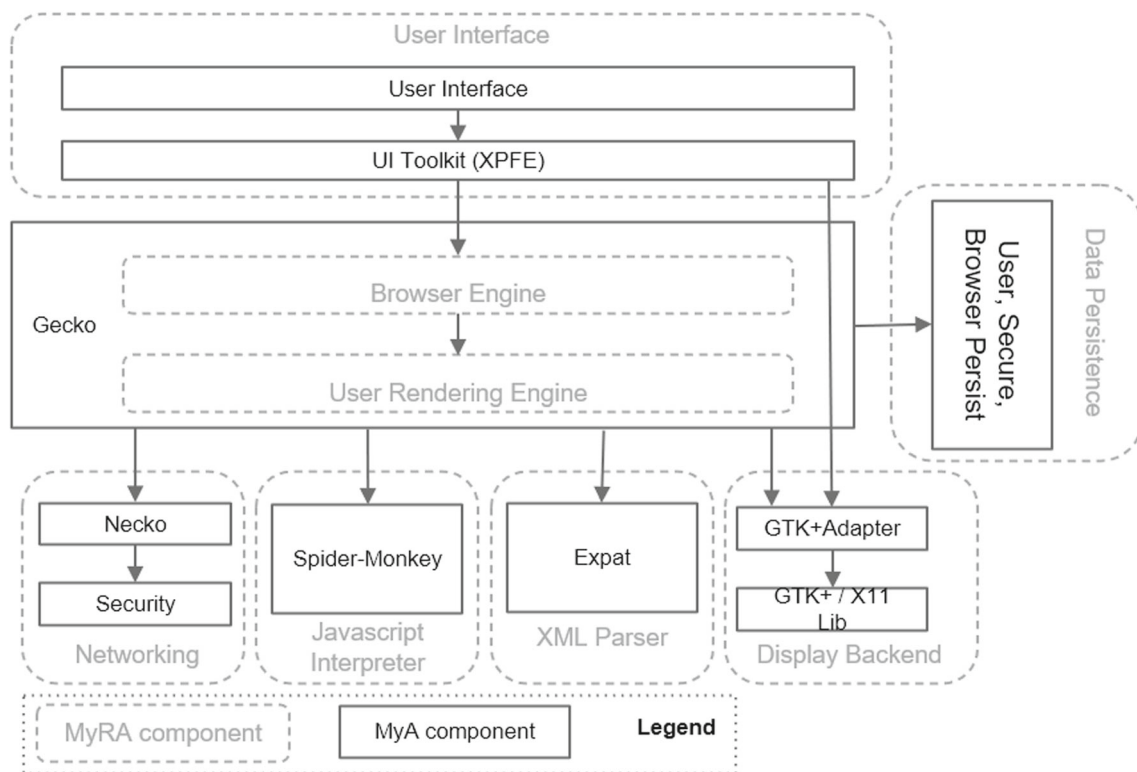 User Interface
User Interface
UI Toolkit (XPFE)
Gecko
Browser Engine
User Rendering Engine
User, Secure,
Browser Persist
Data Persistence
Necko
Security
Networking
Spider-Monkey
Javascript
Interpreter
Expat
XML Parser
GTK+Adapter
GTK+ / X11
Lib
Display Backend
MyRA component
MyA component
Legend